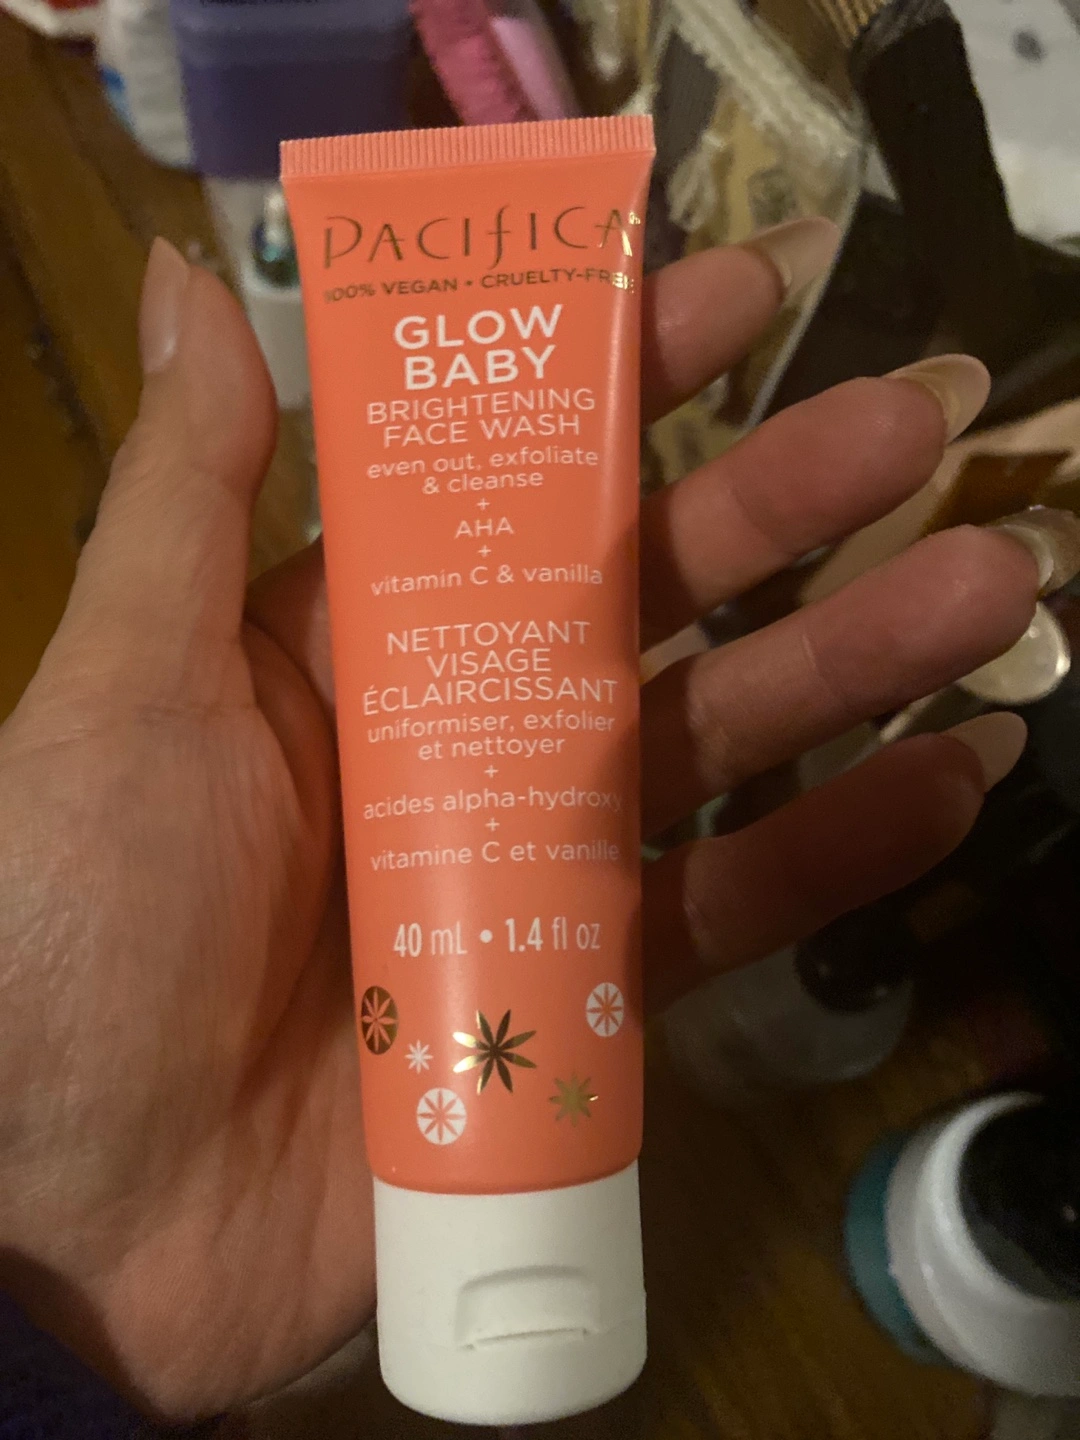 PACIFICA
100% VEGAN • CRUELTY-FREE
GLOW
BABY
BRIGHTENING
FACE WASH
even out, exfoliate
& cleanse
+
AHA
+
vitamin C & vanilla
NETTOYANT
VISAGE
ÉCLAIRCISSANT
uniformiser, exfolier
et nettoyer
+
acides alpha-hydroxy
+
vitamine C et vanille
40 mL • 1.4 fl oz